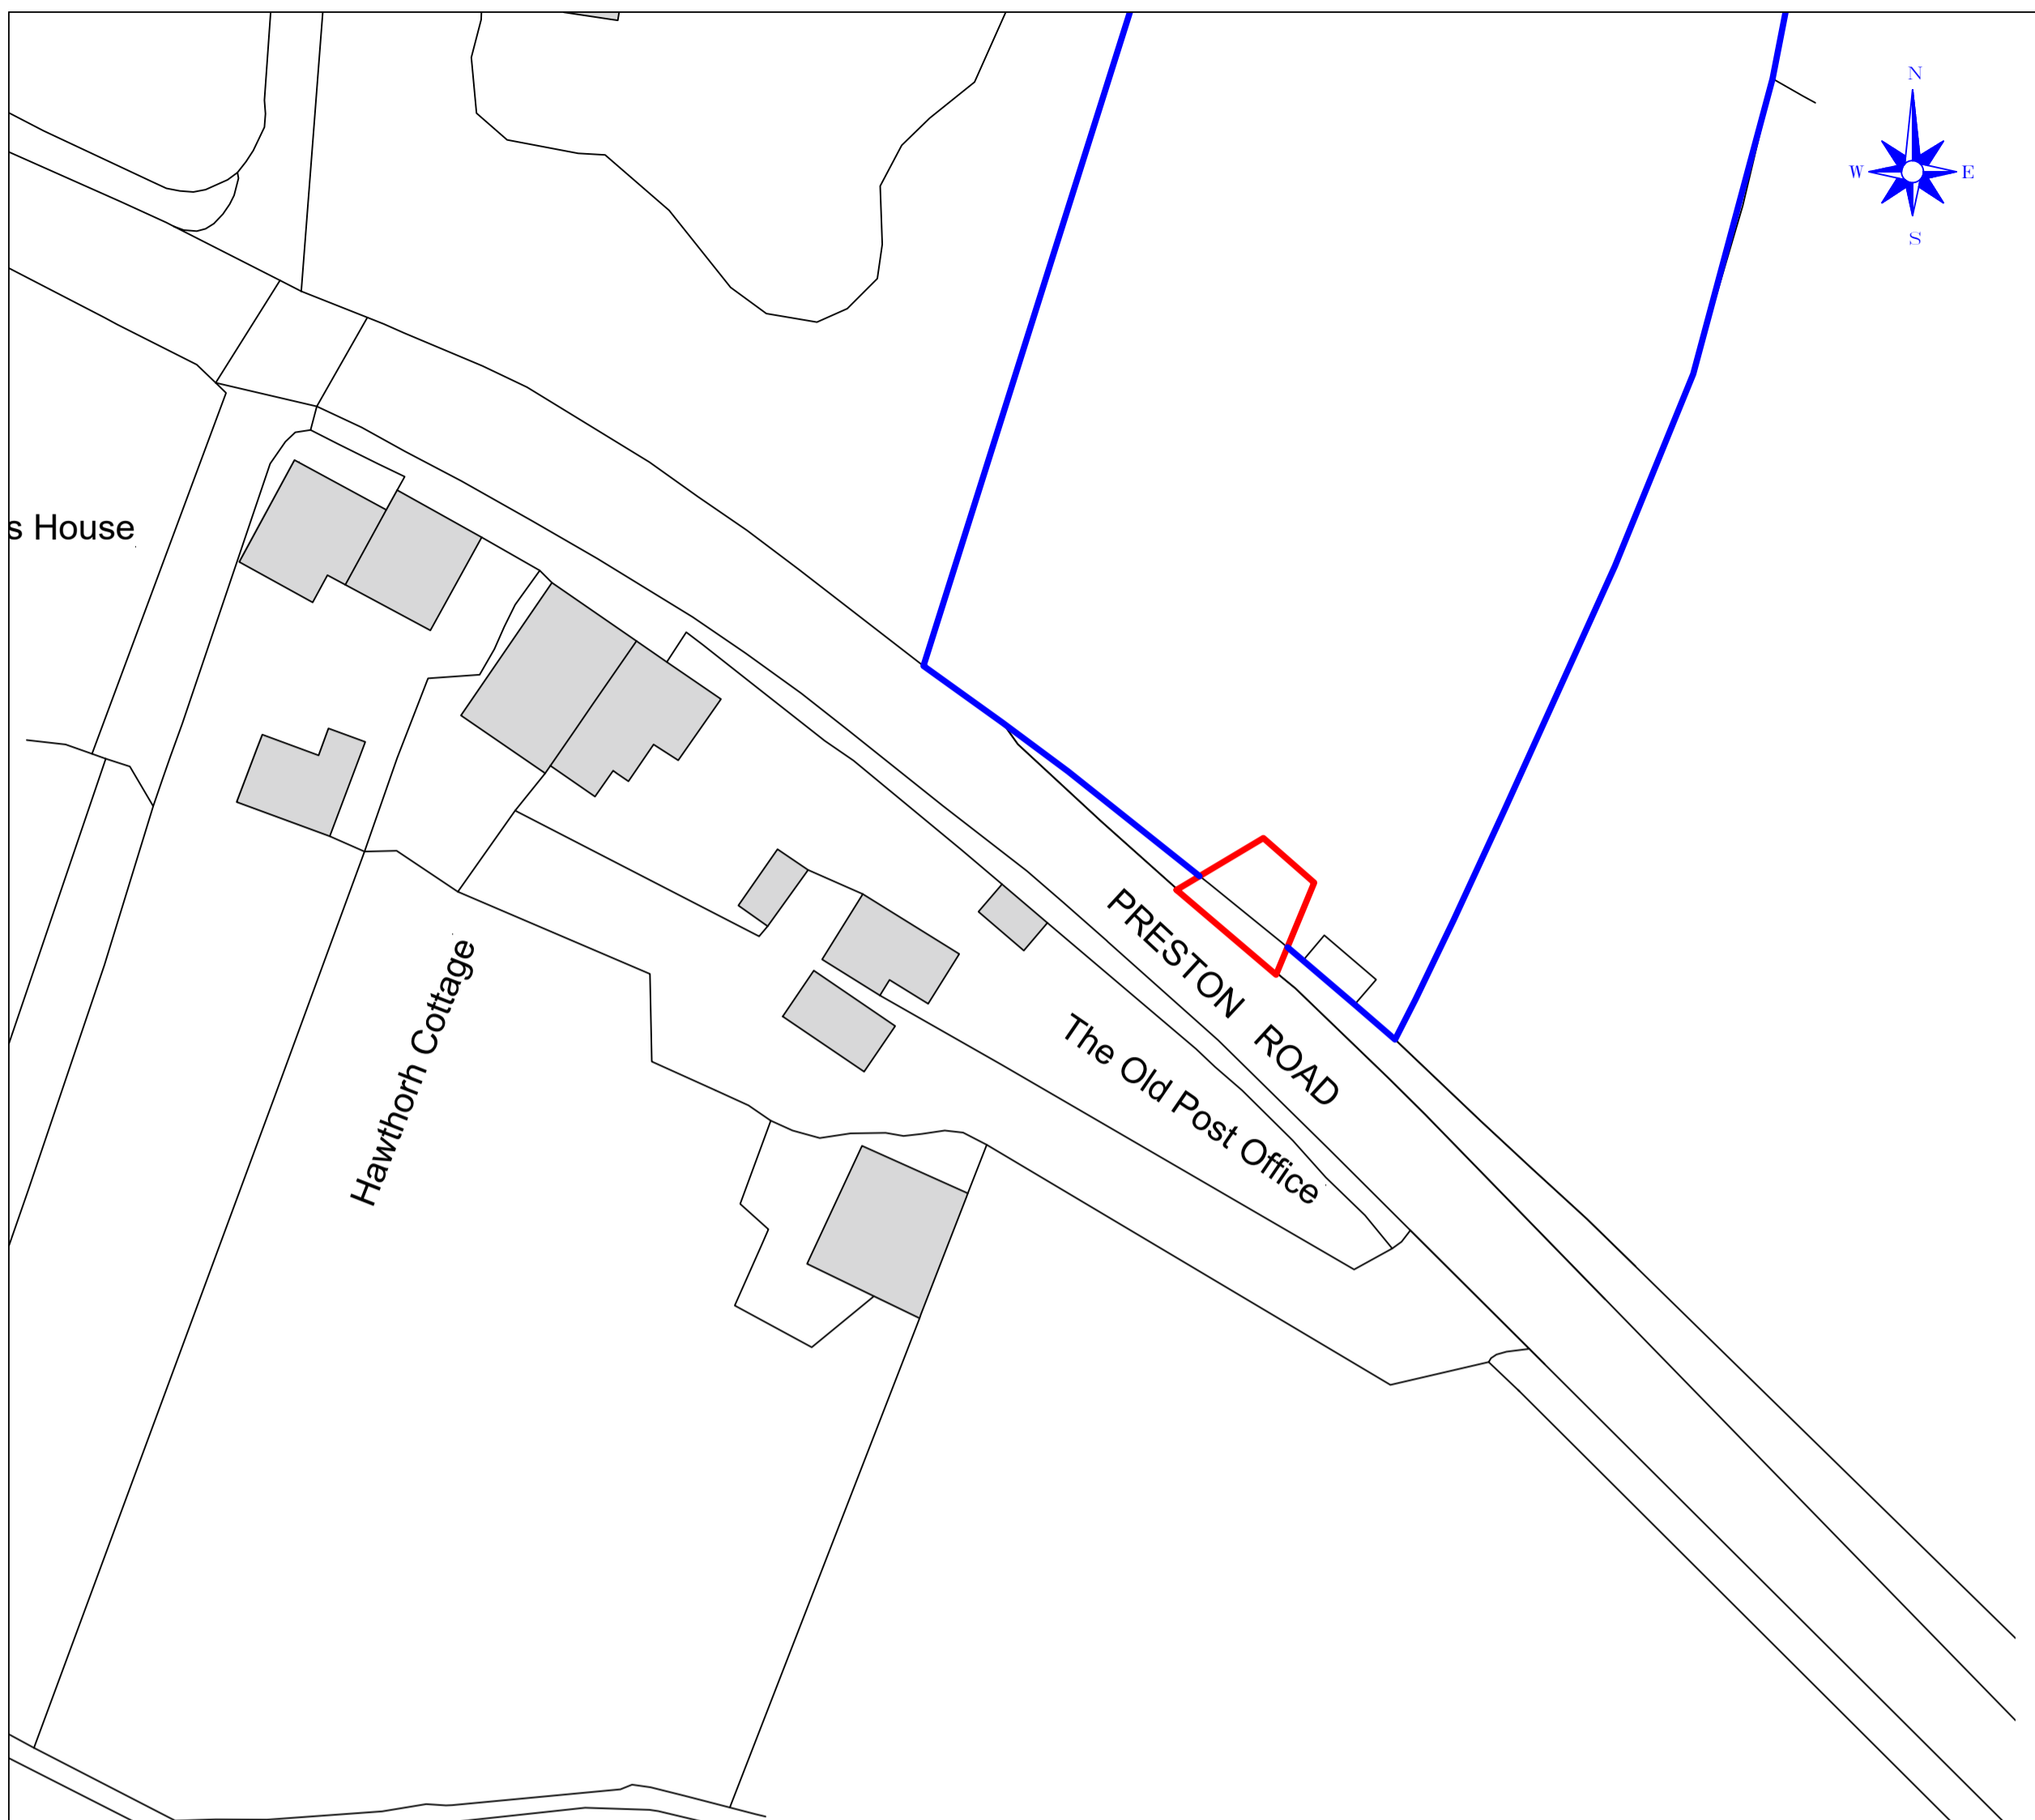 N
W E
S
s House
PRESTON ROAD
The Old Post Office
Hawthorh Cottage